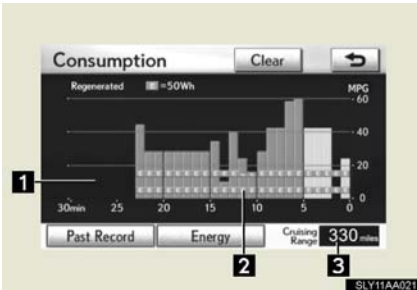 Consumption Clear
Regenerated E =50Wh MPG
60
40
1 20
30min 25 20 15 10 5 0 0
Past Record Energy Cruising Range 330 miles
2 3
SLY11AA021